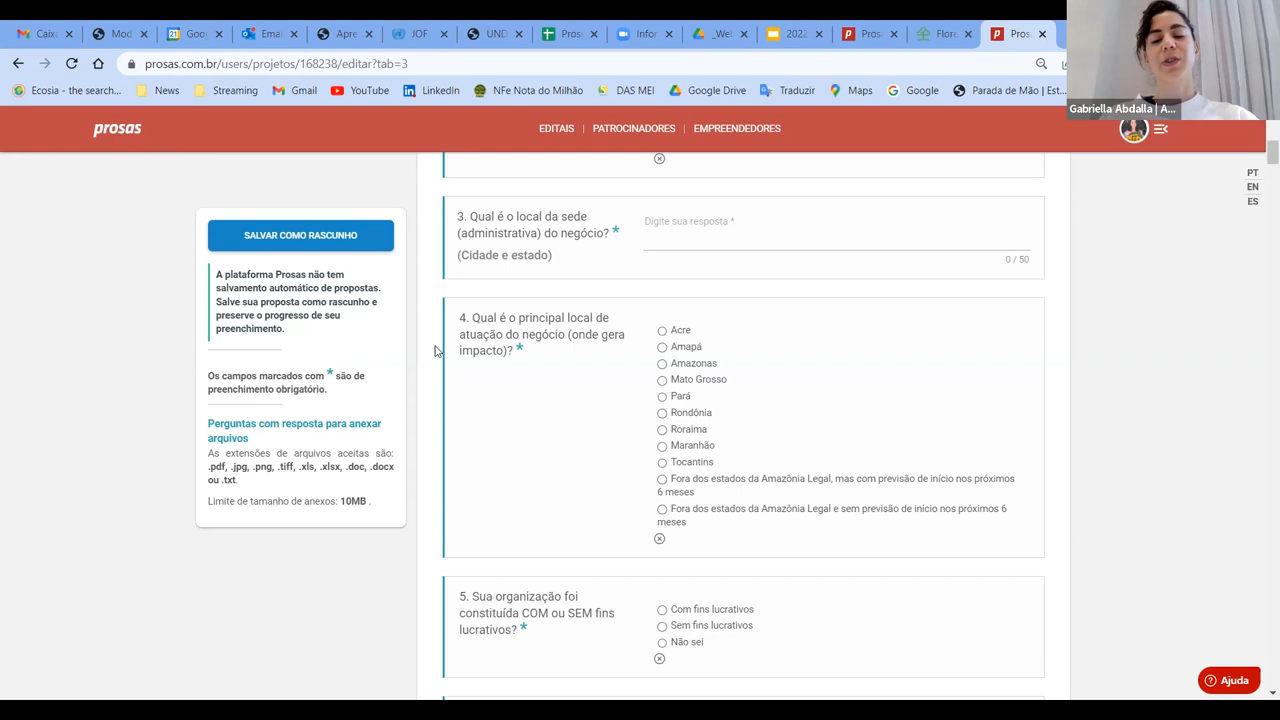 Caixa
Mod
Goo
Emai
Apre
JOF
UND
Prosp
Infor
_Wel
2022
Pros
Flore
Pros
prosas.com.br/users/projetos/168238/editar?tab=3
Ecosia - the search...
News
Streaming
Gmail
YouTube
LinkedIn
NFe Nota do Milhão
DAS MEI
Google Drive
Traduzir
Maps
Google
Parada de Mão | Est...
Gabriella Abdalla | A...
prosas
EDITAIS | PATROCINADORES | EMPREENDEDORES
PT
EN
ES
SALVAR COMO RASCUNHO
A plataforma Prosas não tem
salvamento automático de propostas.
Salve sua proposta como rascunho e
preserve o progresso de seu
preenchimento.
Os campos marcados com * são de
preenchimento obrigatório.
Perguntas com resposta para anexar
arquivos
As extensões de arquivos aceitas são:
.pdf, .jpg, .png, .tiff, .xls, .xlsx, .doc, .docx
ou .txt.
Limite de tamanho de anexos: 10MB .
3. Qual é o local da sede
(administrativa) do negócio? *
(Cidade e estado)
Digite sua resposta *
0 / 50
4. Qual é o principal local de
atuação do negócio (onde gera
impacto)? *
Acre
Amapá
Amazonas
Mato Grosso
Pará
Rondônia
Roraima
Maranhão
Tocantins
Fora dos estados da Amazônia Legal, mas com previsão de início nos próximos
6 meses
Fora dos estados da Amazônia Legal e sem previsão de início nos próximos 6
meses
5. Sua organização foi
constituída COM ou SEM fins
lucrativos? *
Com fins lucrativos
Sem fins lucrativos
Não sei
Ajuda